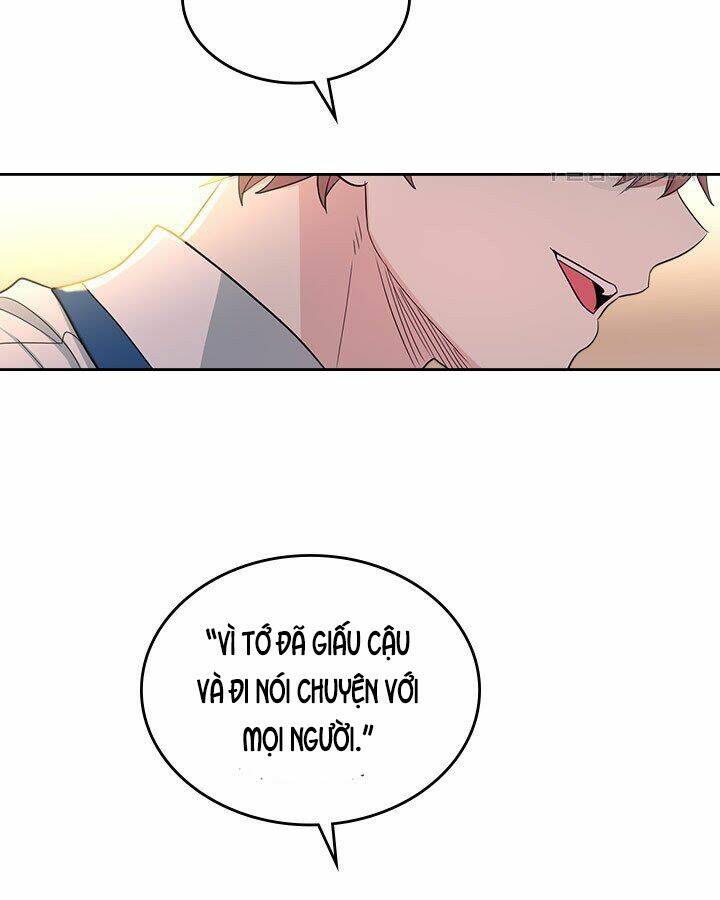 “VÌ TỚ ĐÃ GIẤU CẬU
VÀ ĐI NÓI CHUYỆN VỚI
MỌI NGƯỜI.”